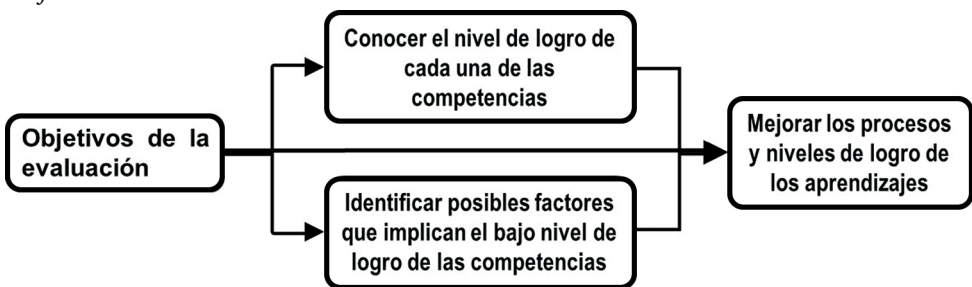 Objetivos de la
evaluación
Conocer el nivel de logro de
cada una de las
competencias
Identificar posibles factores
que implican el bajo nivel de
logro de las competencias
Mejorar los procesos
y niveles de logro de
los aprendizajes